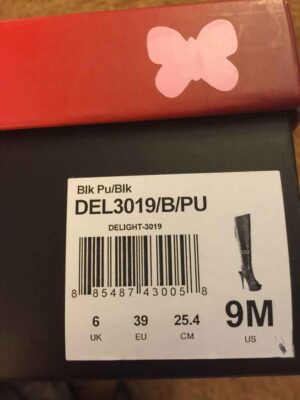 Blk Pu/Blk
DEL3019/B/PU
DELIGHT-3019
8 85487 43005 8
6 39 25.4 9M
UK EU CM US